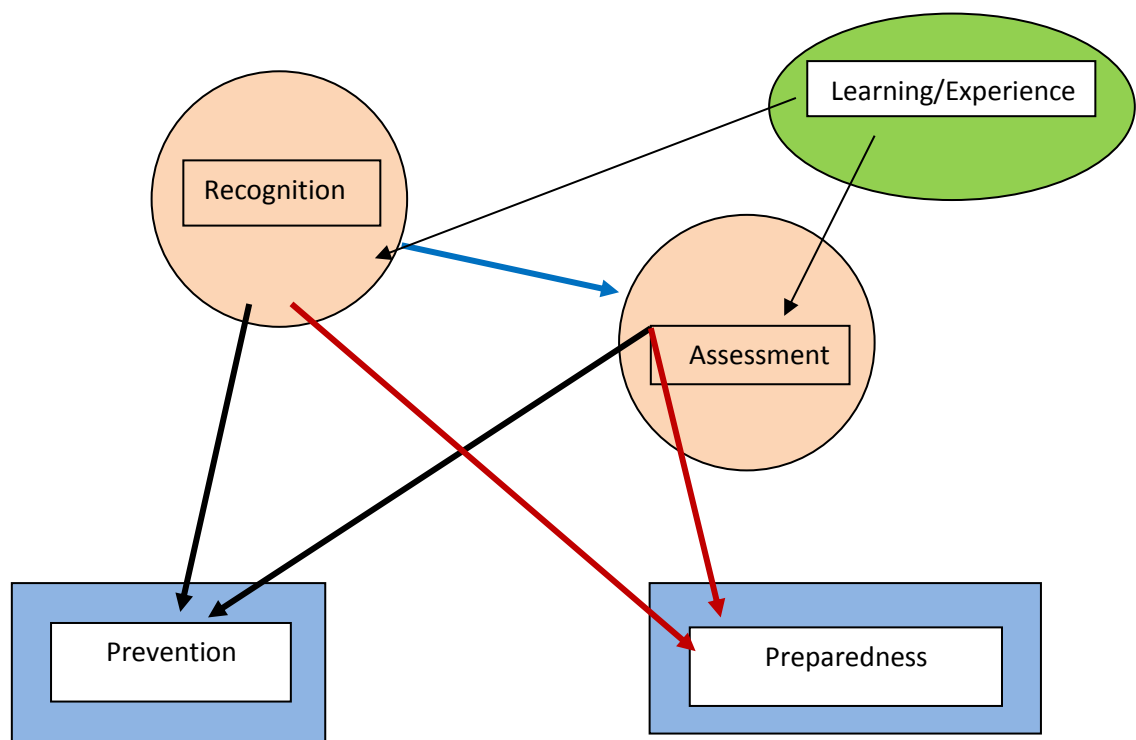 Learning/Experience
Recognition
Assessment
Prevention
Preparedness